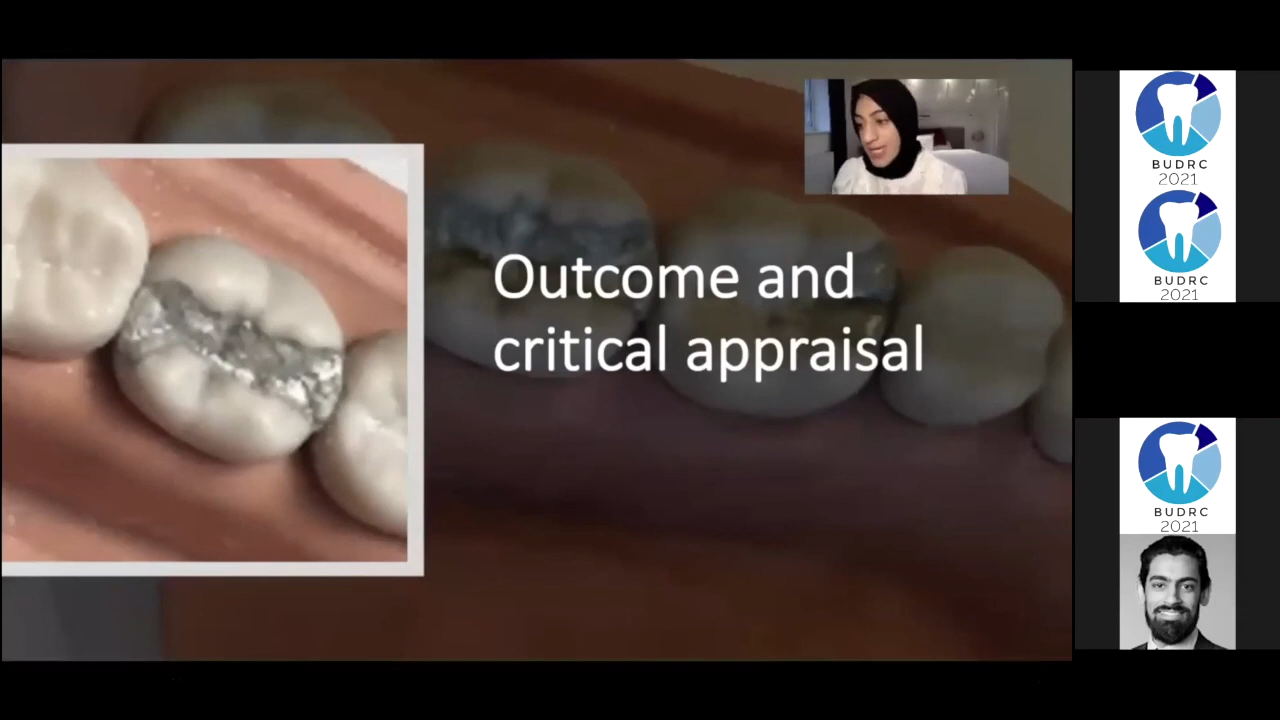 Outcome and
critical appraisal
BUDRC
2021
BUDRC
2021
BUDRC
2021